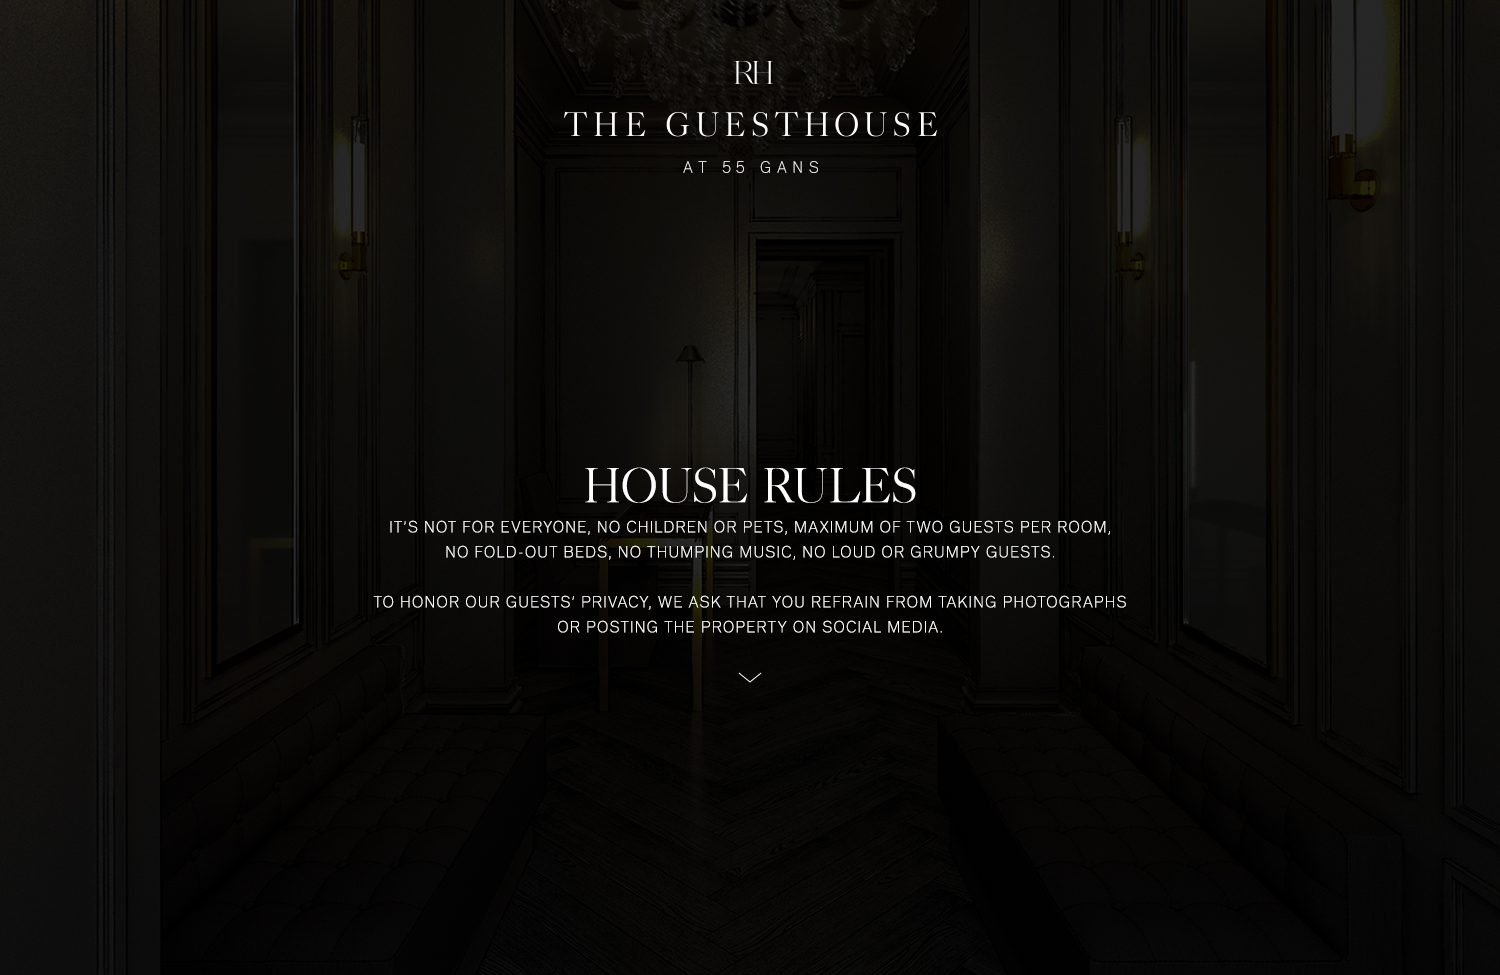 RH
THE GUESTHOUSE
AT 55 GANS
HOUSE RULES
IT’S NOT FOR EVERYONE, NO CHILDREN OR PETS, MAXIMUM OF TWO GUESTS PER ROOM,
NO FOLD-OUT BEDS, NO THUMPING MUSIC, NO LOUD OR GRUMPY GUESTS.
TO HONOR OUR GUESTS’ PRIVACY, WE ASK THAT YOU REFRAIN FROM TAKING PHOTOGRAPHS
OR POSTING THE PROPERTY ON SOCIAL MEDIA.